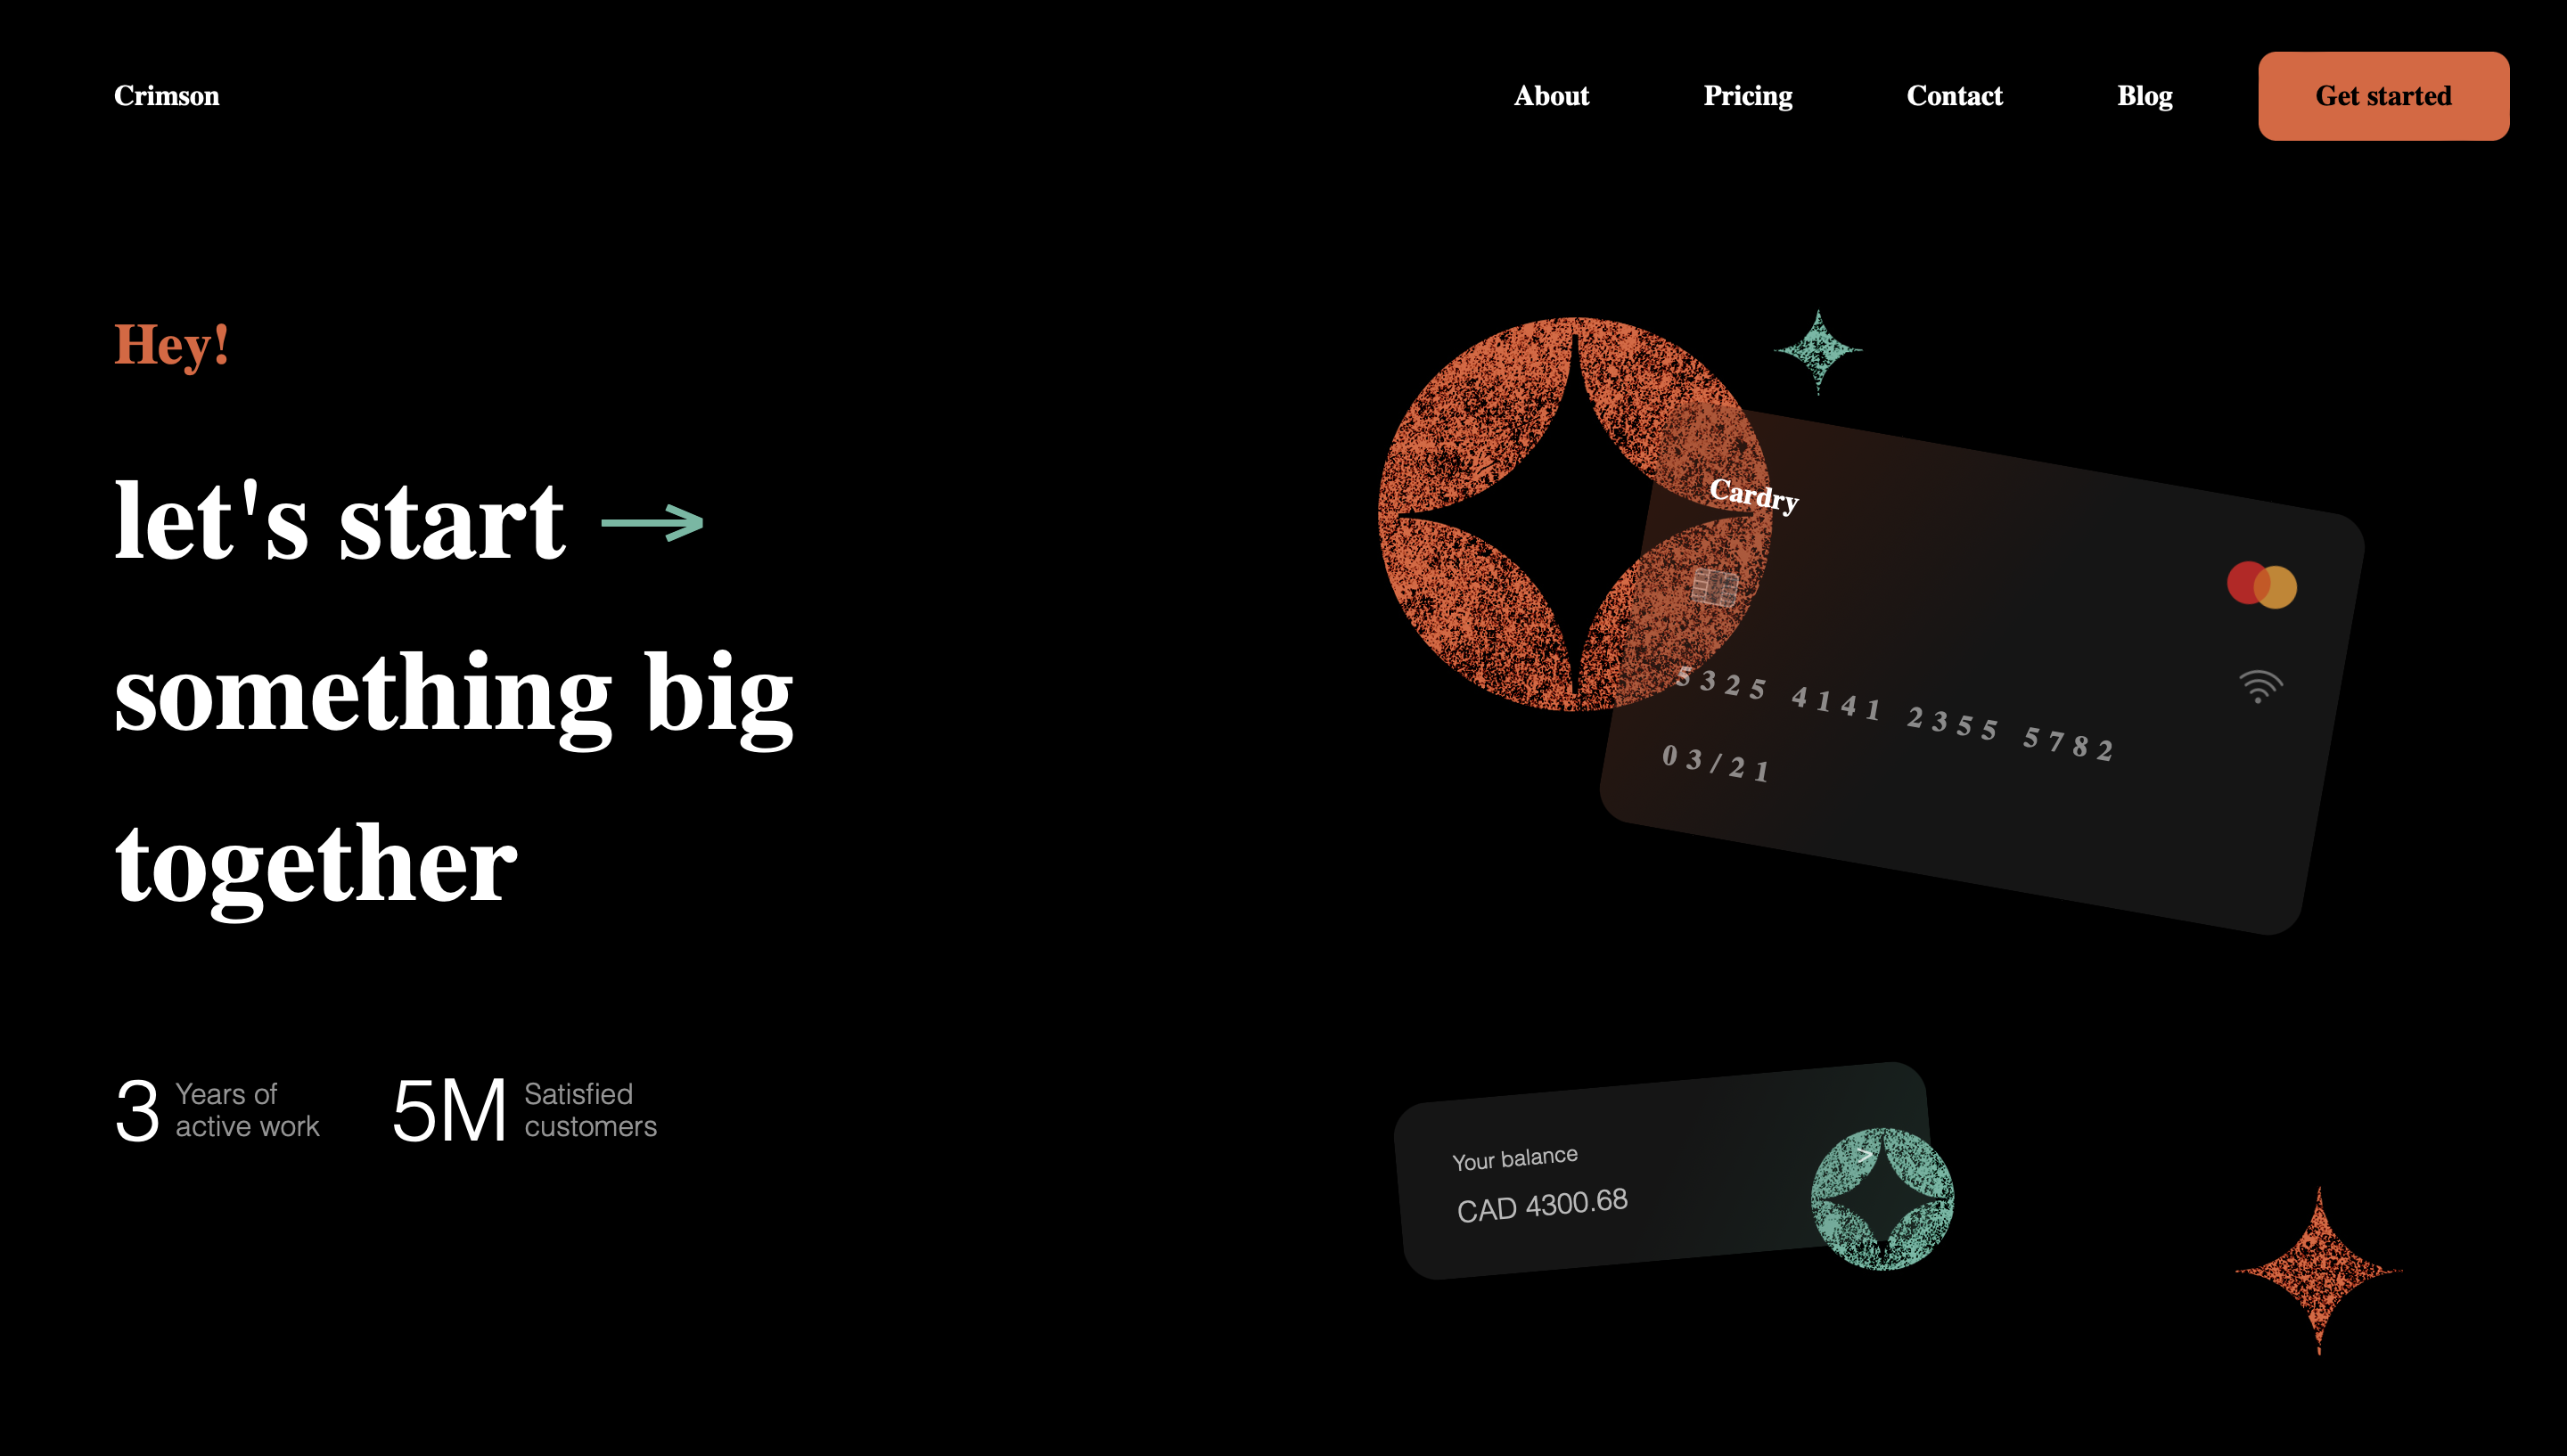 Crimson
About Pricing Contact Blog Get started
Hey!
let's start →
something big
together
3 Years of
active work
5M Satisfied
customers
Cardry
5325 4141 2355 5782
03/21
Your balance
>
CAD 4300.68